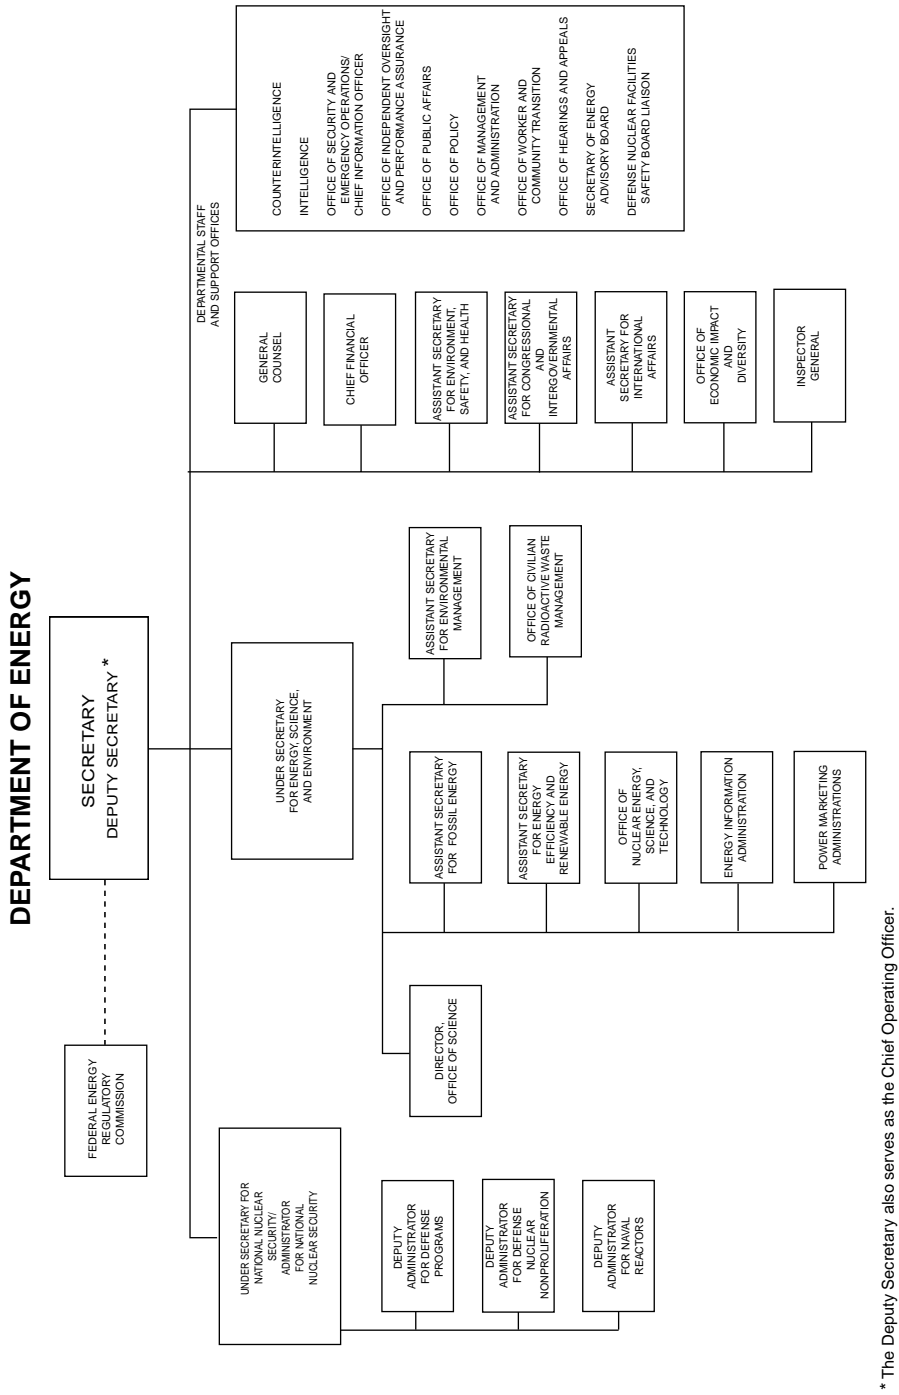 DEPARTMENT OF ENERGY
SECRETARY
DEPUTY SECRETARY *
FEDERAL ENERGY
REGULATORY
COMMISSION
UNDER SECRETARY FOR
NATIONAL NUCLEAR
SECURITY/
ADMINISTRATOR
FOR NATIONAL
NUCLEAR SECURITY
DEPUTY
ADMINISTRATOR
FOR DEFENSE
PROGRAMS
DEPUTY
ADMINISTRATOR
FOR DEFENSE
NUCLEAR
NONPROLIFERATION
DEPUTY
ADMINISTRATOR
FOR NAVAL
REACTORS
UNDER SECRETARY
FOR ENERGY, SCIENCE,
AND ENVIRONMENT
DIRECTOR,
OFFICE OF SCIENCE
ASSISTANT SECRETARY
FOR FOSSIL ENERGY
ASSISTANT SECRETARY
FOR ENERGY
EFFICIENCY AND
RENEWABLE ENERGY
OFFICE OF
NUCLEAR ENERGY,
SCIENCE, AND
TECHNOLOGY
ENERGY INFORMATION
ADMINISTRATION
POWER MARKETING
ADMINISTRATIONS
ASSISTANT SECRETARY
FOR ENVIRONMENTAL
MANAGEMENT
OFFICE OF CIVILIAN
RADIOACTIVE WASTE
MANAGEMENT
GENERAL
COUNSEL
CHIEF FINANCIAL
OFFICER
ASSISTANT SECRETARY
FOR ENVIRONMENT,
SAFETY, AND HEALTH
ASSISTANT SECRETARY
FOR CONGRESSIONAL
AND
INTERGOVERNMENTAL
AFFAIRS
ASSISTANT
SECRETARY FOR
INTERNATIONAL
AFFAIRS
OFFICE OF
ECONOMIC IMPACT
AND
DIVERSITY
INSPECTOR
GENERAL
DEPARTMENTAL STAFF
AND SUPPORT OFFICES
COUNTERINTELLIGENCE
INTELLIGENCE
OFFICE OF SECURITY AND
EMERGENCY OPERATIONS/
CHIEF INFORMATION OFFICER
OFFICE OF INDEPENDENT OVERSIGHT
AND PERFORMANCE ASSURANCE
OFFICE OF PUBLIC AFFAIRS
OFFICE OF POLICY
OFFICE OF MANAGEMENT
AND ADMINISTRATION
OFFICE OF WORKER AND
COMMUNITY TRANSITION
OFFICE OF HEARINGS AND APPEALS
SECRETARY OF ENERGY
ADVISORY BOARD
DEFENSE NUCLEAR FACILITIES
SAFETY BOARD LIAISON
* The Deputy Secretary also serves as the Chief Operating Officer.